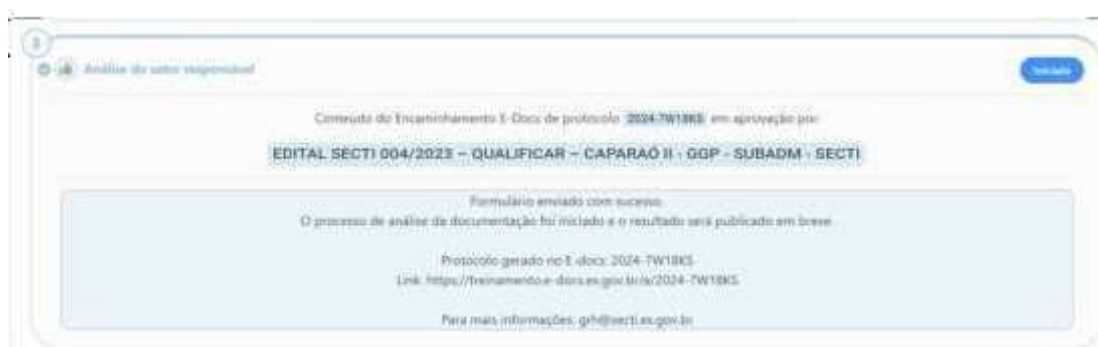 Análise do setor responsável
Iniciado
Conteúdo do Encaminhamento E-Docs de protocolo 2024-7W18KS em aprovação por:
EDITAL SECTI 004/2023 – QUALIFICAR – CAPARAÓ II - GGP - SUBADM - SECTI
Formulário enviado com sucesso.
O processo de análise da documentação foi iniciado e o resultado será publicado em breve
Protocolo gerado no E-docs: 2024-7W18KS
Link: https://treinamento.e-docs.es.gov.br/e/2024-7W18KS
Para mais informações: grh@secti.es.gov.br